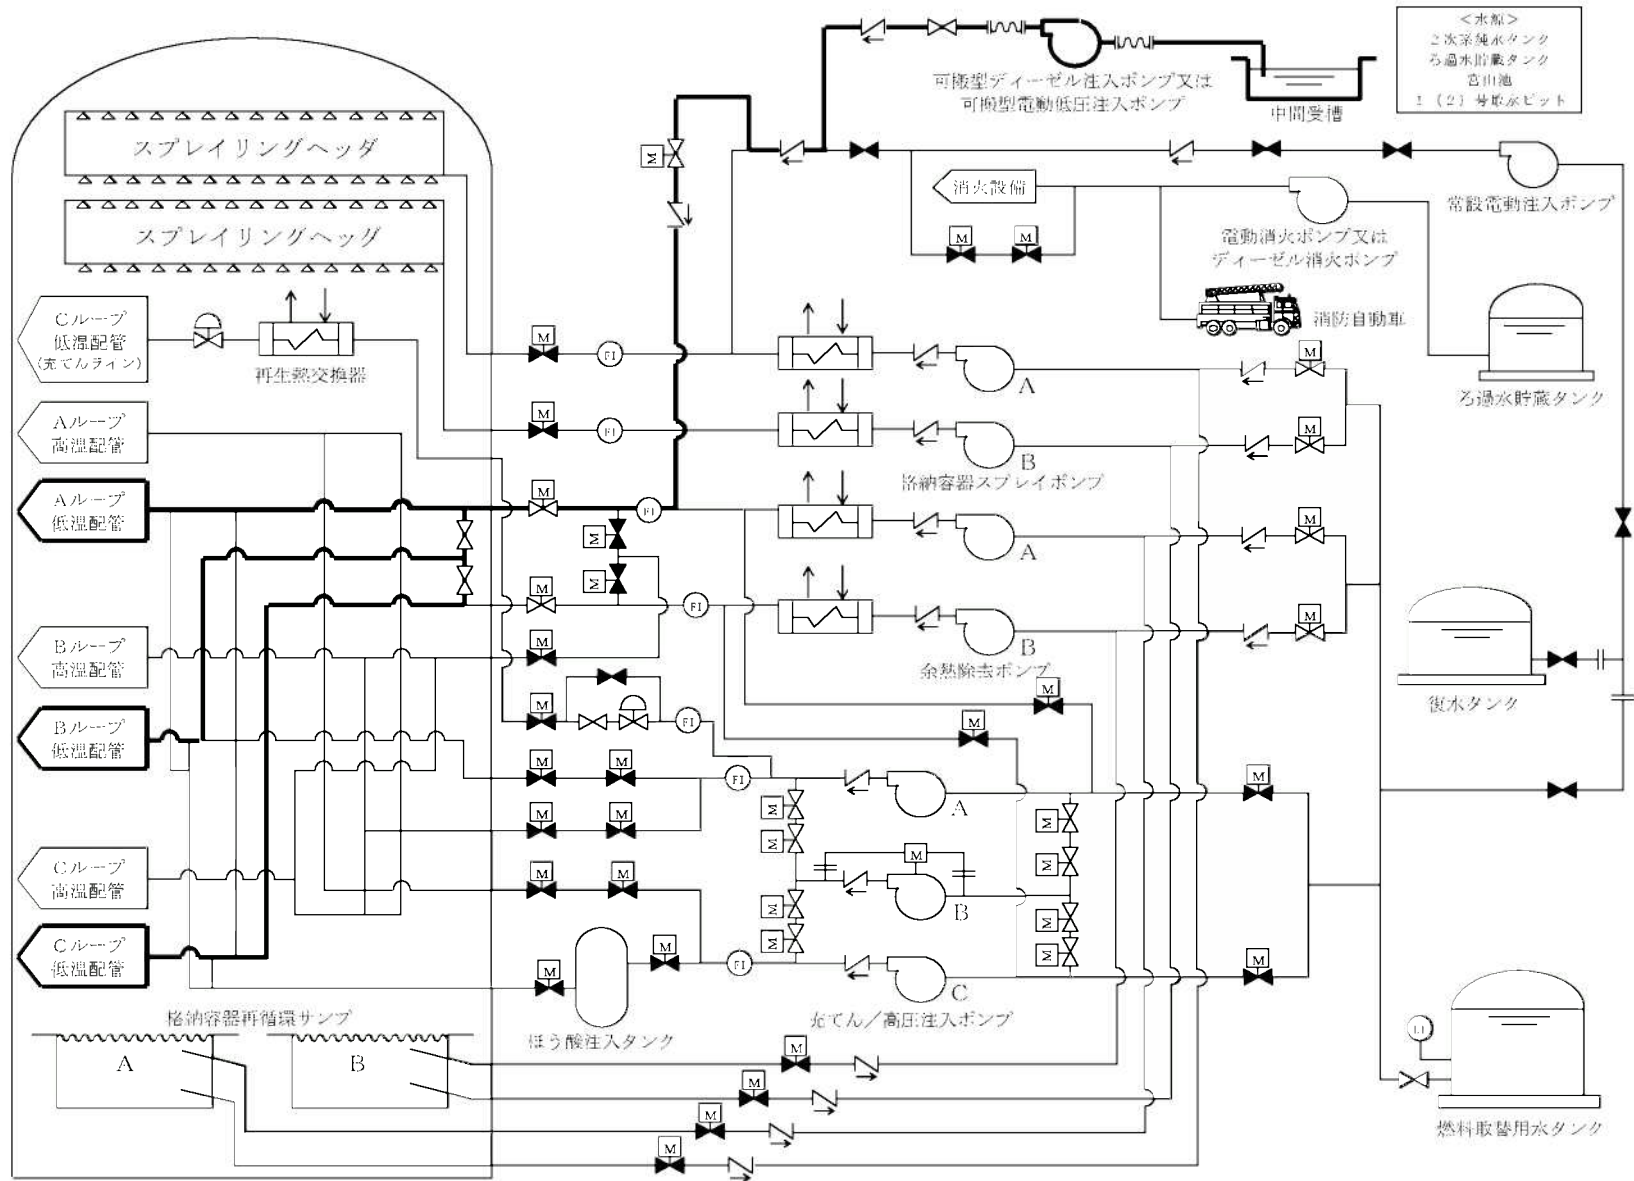 <水源>
2次系純水タンク
ろ過水貯蔵タンク
宮山池
1(2)号取水ピット
可搬型ディーゼル注入ポンプ又は
可搬型電動低圧注入ポンプ
中間受槽
スプレイリングヘッダ
スプレイリングヘッダ
M
消火設備
常設電動注入ポンプ
M
M
電動消火ポンプ又は
ディーゼル消火ポンプ
消防自動車
ろ過水貯蔵タンク
Cループ
低温配管
(充てんライン)
再生熱交換器
M
FI
A
M
Aループ
高温配管
M
FI
B
M
格納容器スプレイポンプ
Aループ
低温配管
M
FI
M
A
M
M
M
FI
B
M
余熱除去ポンプ
Bループ
高温配管
M
M
復水タンク
Bループ
低温配管
M
FI
M
M
M
FI
A
M
M
M
M
M
M
M
M
Cループ
高温配管
M
M
B
M
M
M
M
Cループ
低温配管
M
M
FI
C
M
格納容器再循環サンプ
ほう酸注入タンク
充てん/高圧注入ポンプ
A
B
M
M
M
M
LI
燃料取替用水タンク